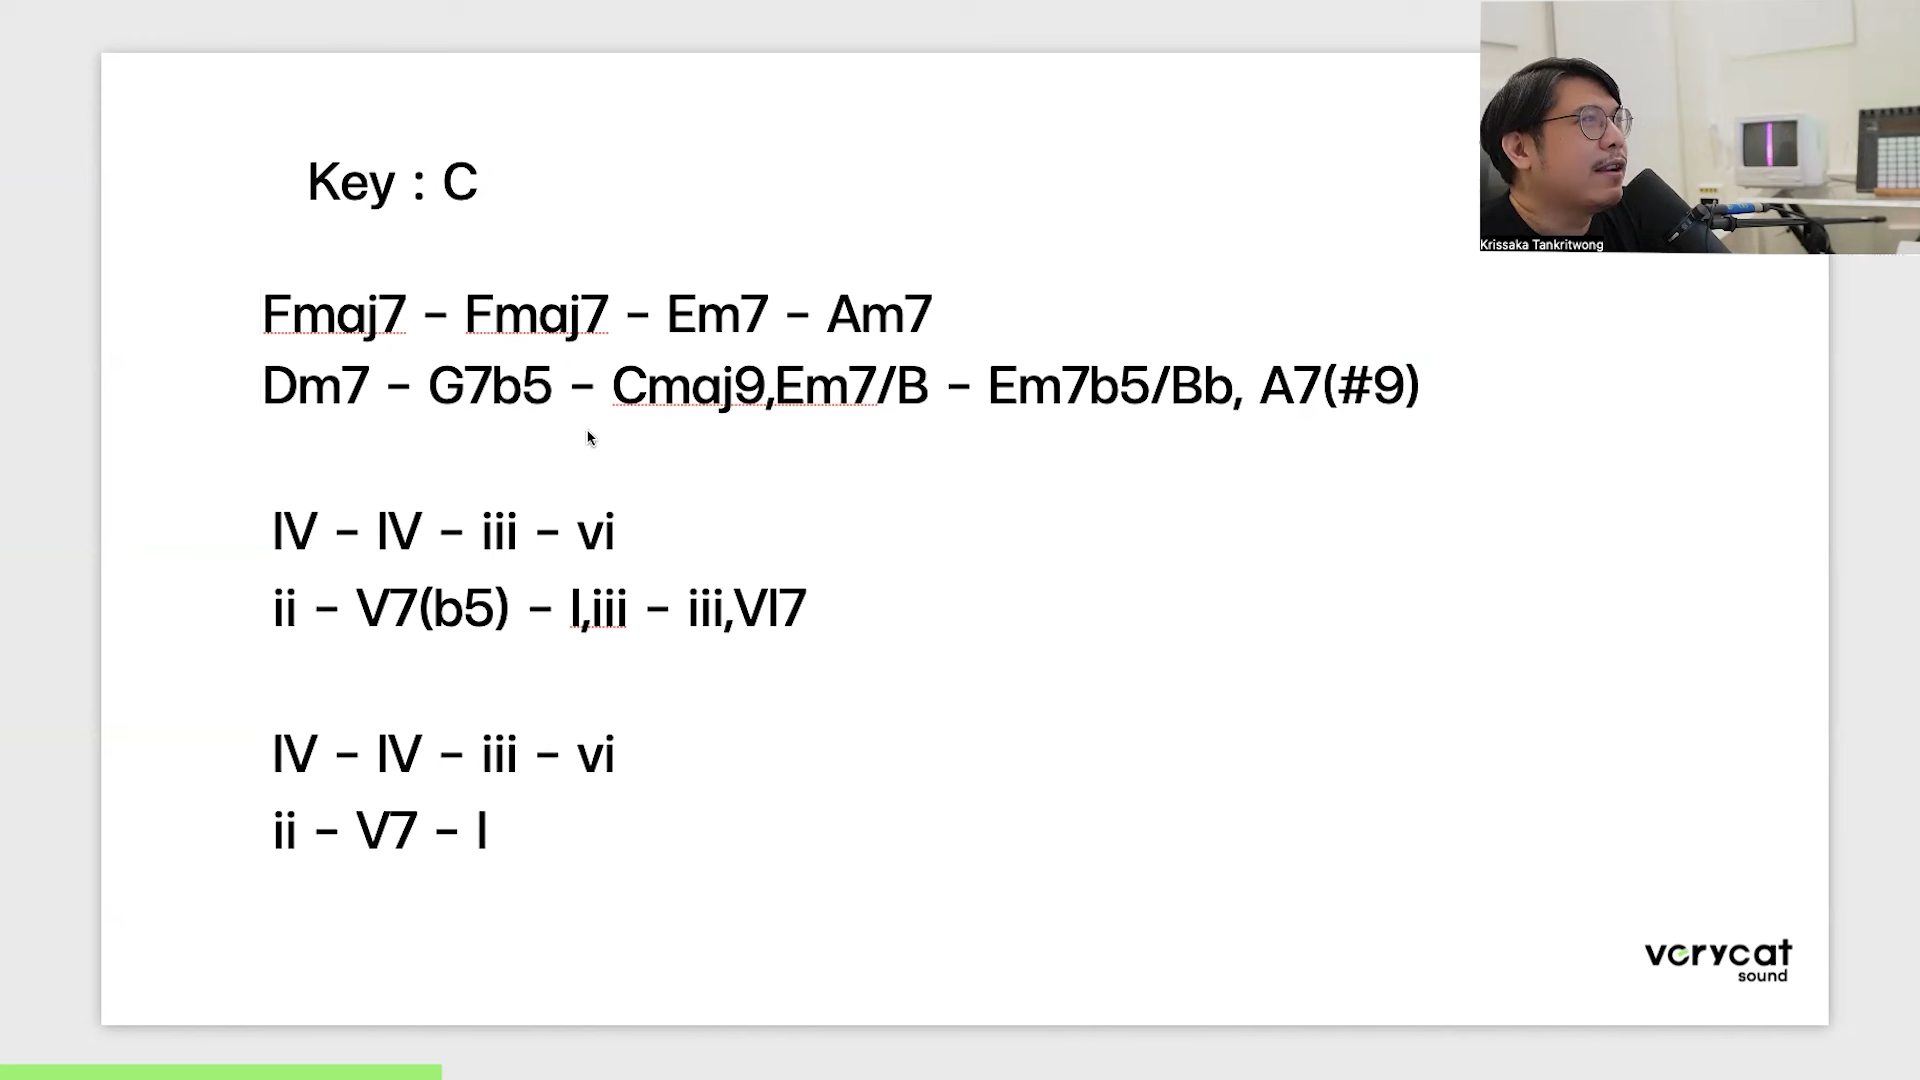 Key : C
Krissaka Tankritwong
Fmaj7 - Fmaj7 - Em7 - Am7
Dm7 - G7b5 - Cmaj9,Em7/B - Em7b5/Bb, A7(#9)
IV - IV - iii - vi
ii - V7(b5) - I,iii - iii,VI7
IV - IV - iii - vi
ii - V7 - I
verycat
sound